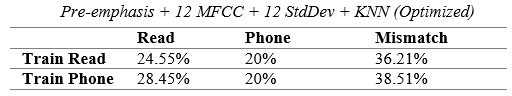 Pre-emphasis + 12 MFCC + 12 StdDev + KNN (Optimized)
Read Phone Mismatch
Train Read 24.55% 20% 36.21%
Train Phone 28.45% 20% 38.51%